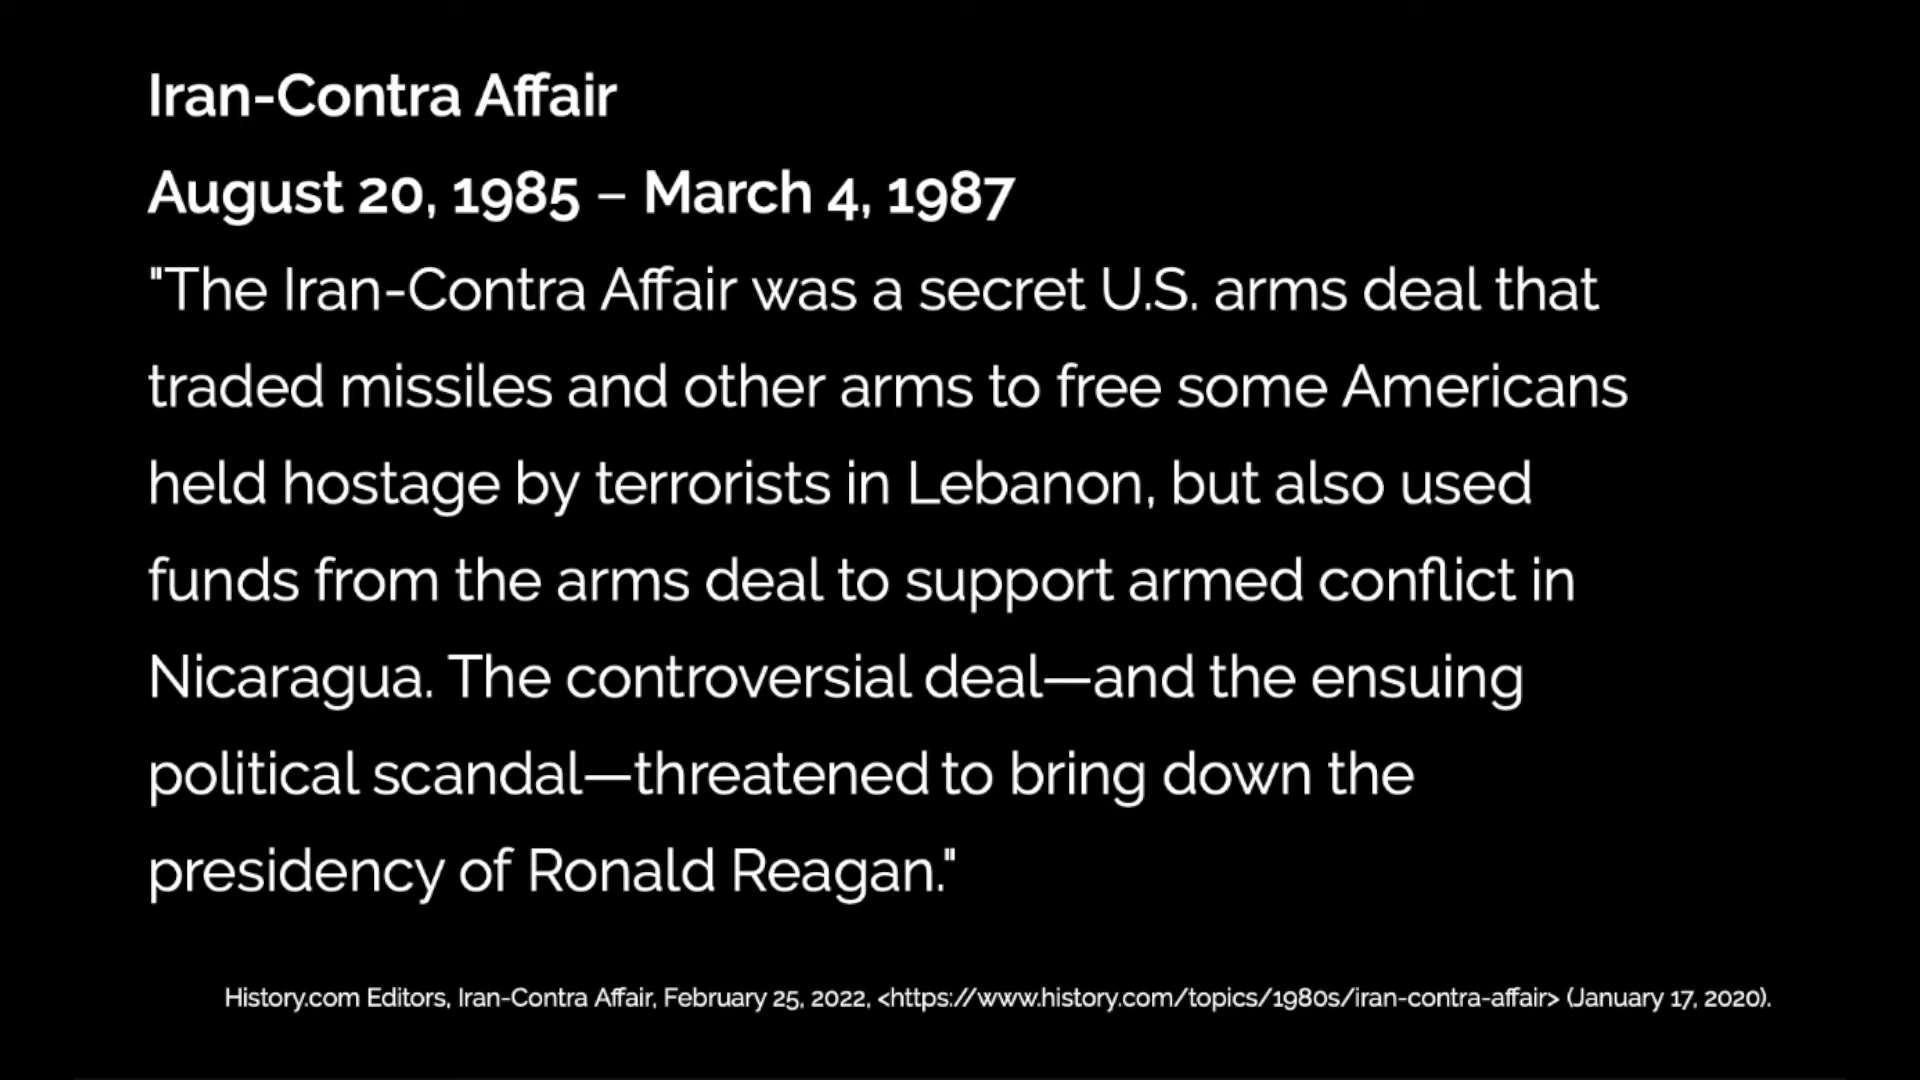 Iran-Contra Affair
August 20, 1985 – March 4, 1987
"The Iran-Contra Affair was a secret U.S. arms deal that
traded missiles and other arms to free some Americans
held hostage by terrorists in Lebanon, but also used
funds from the arms deal to support armed conflict in
Nicaragua. The controversial deal—and the ensuing
political scandal—threatened to bring down the
presidency of Ronald Reagan."
History.com Editors, Iran-Contra Affair, February 25, 2022, <https://www.history.com/topics/1980s/iran-contra-affair> (January 17, 2020).